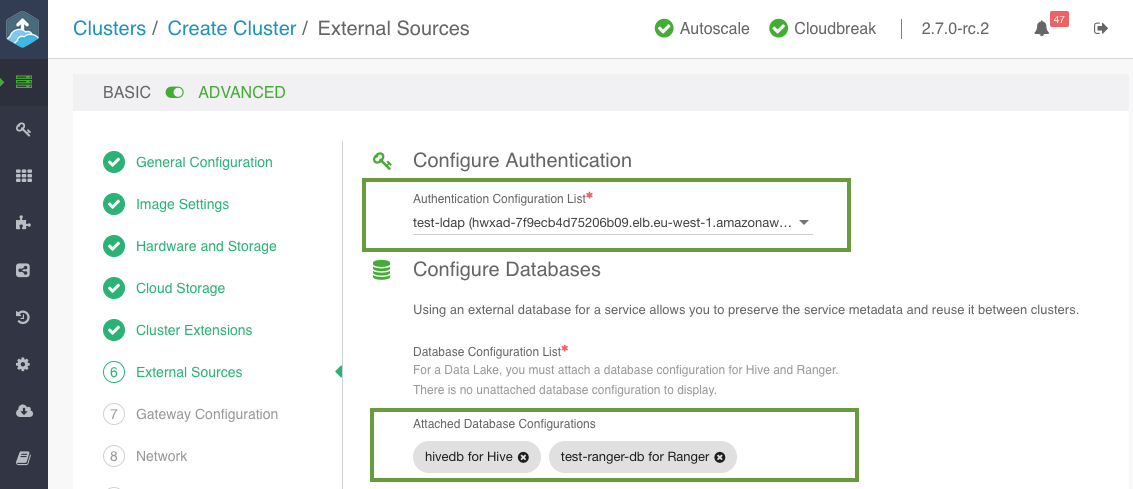 Clusters / Create Cluster / External Sources
Autoscale Cloudbreak 2.7.0-rc.2 47
BASIC ADVANCED
General Configuration
Image Settings
Hardware and Storage
Cloud Storage
Cluster Extensions
6 External Sources
7 Gateway Configuration
8 Network
Configure Authentication
Authentication Configuration List*
test-ldap (hwxad-7f9ecb4d75206b09.elb.eu-west-1.amazonaw...
Configure Databases
Using an external database for a service allows you to preserve the service metadata and reuse it between clusters.
Database Configuration List*
For a Data Lake, you must attach a database configuration for Hive and Ranger.
There is no unattached database configuration to display.
Attached Database Configurations
hivedb for Hive test-ranger-db for Ranger